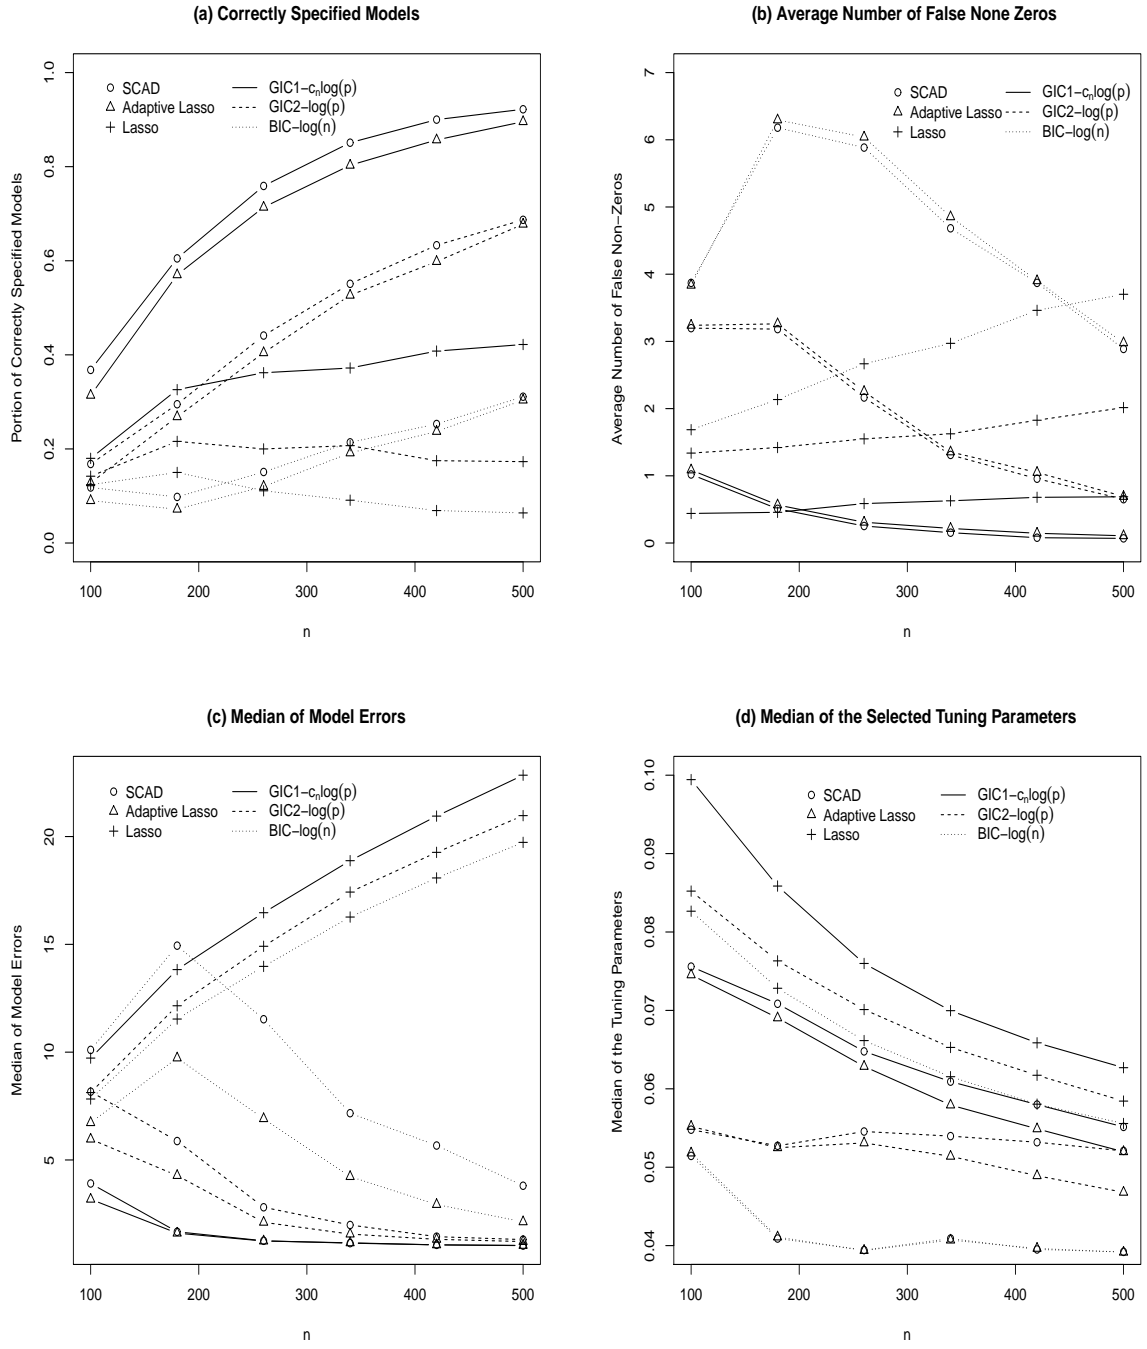 (a) Correctly Specified Models
Portion of Correctly Specified Models
1.0
0.8
0.6
0.4
0.2
0.0
SCAD
Adaptive Lasso
Lasso
GIC1−cnlog(p)
GIC2−log(p)
BIC−log(n)
100 200 300 400 500
n
(b) Average Number of False None Zeros
Average Number of False Non−Zeros
7
6
5
4
3
2
1
0
SCAD
Adaptive Lasso
Lasso
GIC1−cnlog(p)
GIC2−log(p)
BIC−log(n)
100 200 300 400 500
n
(c) Median of Model Errors
Median of Model Errors
20
15
10
5
SCAD
Adaptive Lasso
Lasso
GIC1−cnlog(p)
GIC2−log(p)
BIC−log(n)
100 200 300 400 500
n
(d) Median of the Selected Tuning Parameters
Median of the Tuning Parameters
0.10
0.09
0.08
0.07
0.06
0.05
0.04
SCAD
Adaptive Lasso
Lasso
GIC1−cnlog(p)
GIC2−log(p)
BIC−log(n)
100 200 300 400 500
n